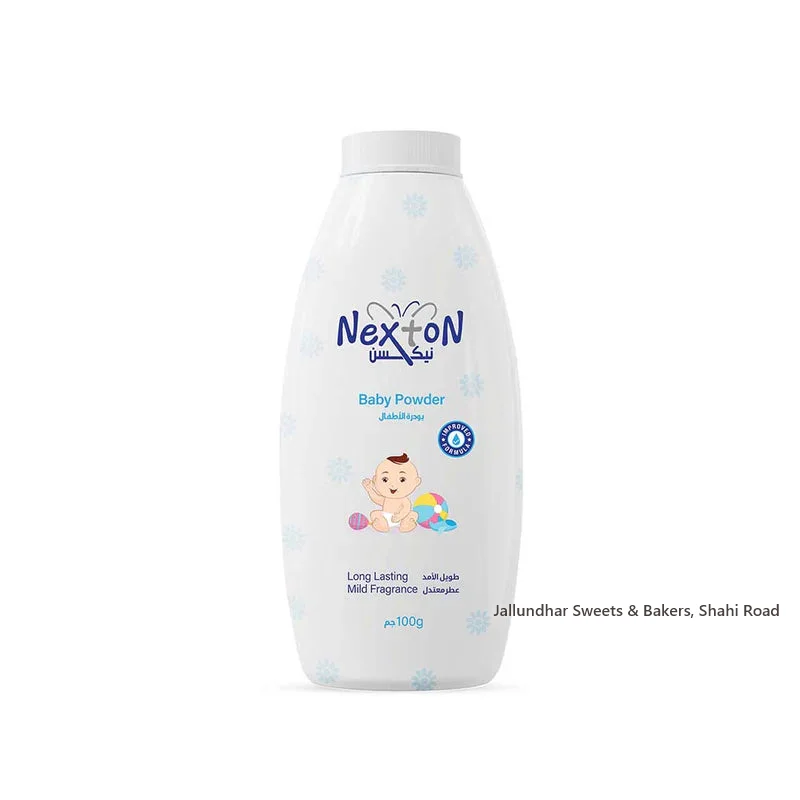 NextoN
نيكسن
Baby Powder
بودرة الأطفال
IMPROVED FORMULA
Long Lasting طويل الأمد
Mild Fragrance عطر معتدل
100g جم
Jallundhar Sweets & Bakers, Shahi Road